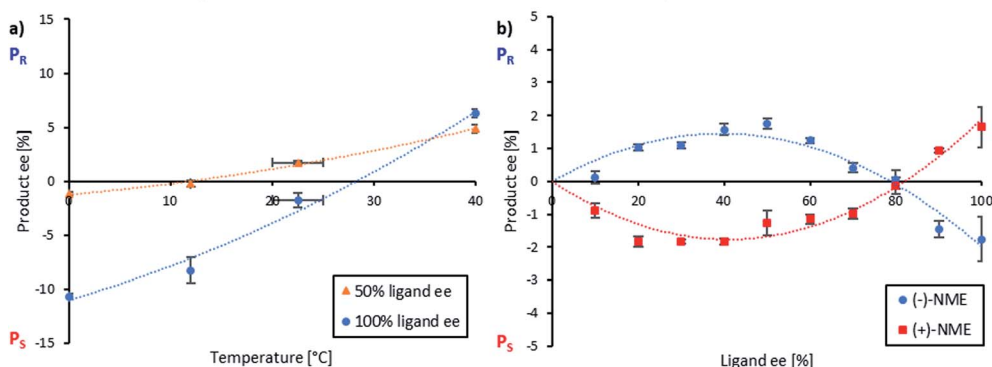 a)
P_R
Product ee [%]
15
10
5
0
-5
-10
-15
P_S
0
10
20
30
40
Temperature [°C]
50% ligand ee
100% ligand ee
b)
P_R
Product ee [%]
5
4
3
2
1
0
-1
-2
-3
-4
-5
P_S
0
20
40
60
80
100
Ligand ee [%]
(-)-NME
(+)-NME